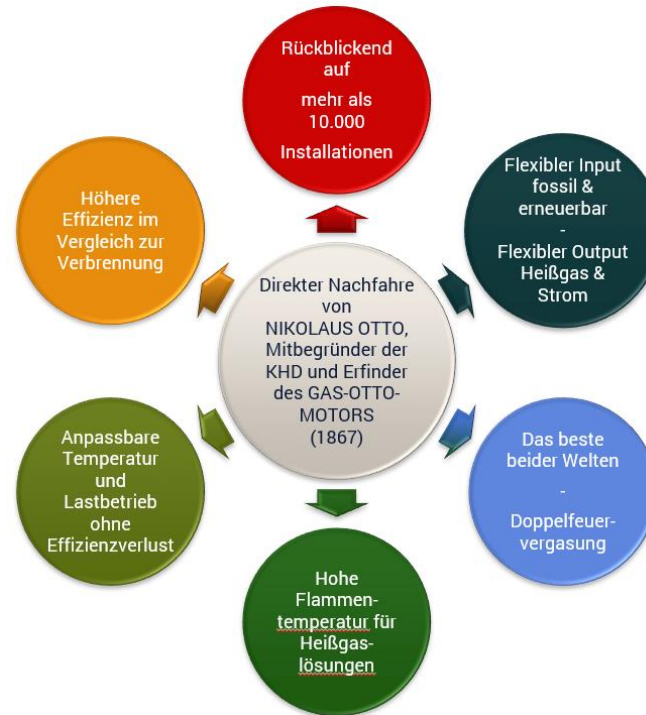 Rückblickend
auf
mehr als
10.000
Installationen
Flexibler Input
fossil &
erneuerbar
-
Flexibler Output
Heißgas &
Strom
Das beste
beider Welten
-
Doppelfeuer-
vergasung
Hohe
Flammen-
temperatur für
Heißgas-
lösungen
Anpassbare
Temperatur
und
Lastbetrieb
ohne
Effizienzverlust
Höhere
Effizienz im
Vergleich zur
Verbrennung
Direkter Nachfahre
von
NIKOLAUS OTTO,
Mitbegründer der
KHD und Erfinder
des GAS-OTTO-
MOTORS
(1867)